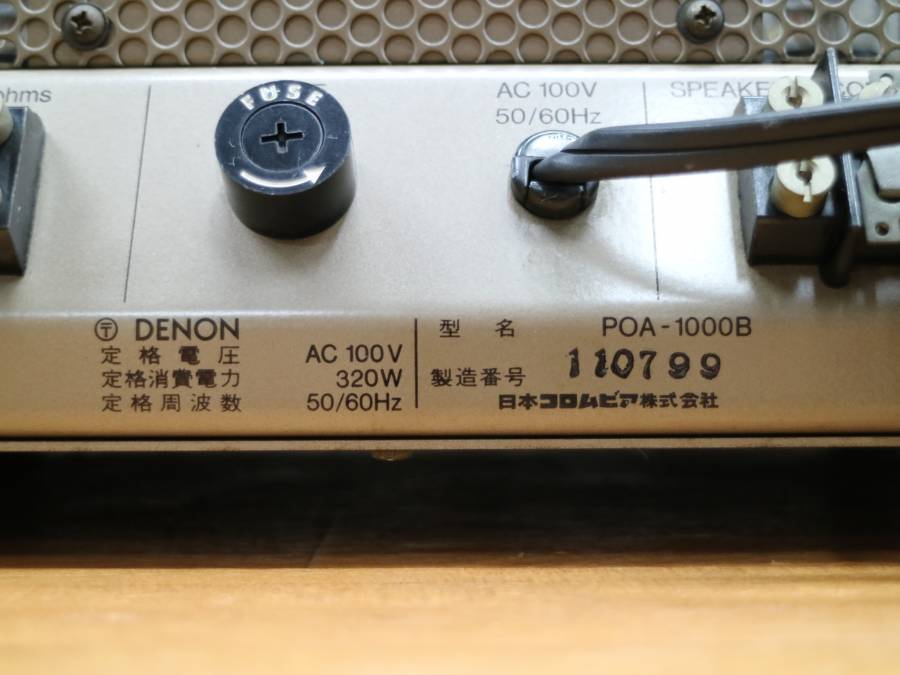 ohms
FUSE
AC 100V
50/60Hz
SPEAKE
〶 DENON
定格電圧 AC 100V
定格消費電力 320W
定格周波数 50/60Hz
型名 POA-1000B
製造番号 110799
日本コロムビア株式会社